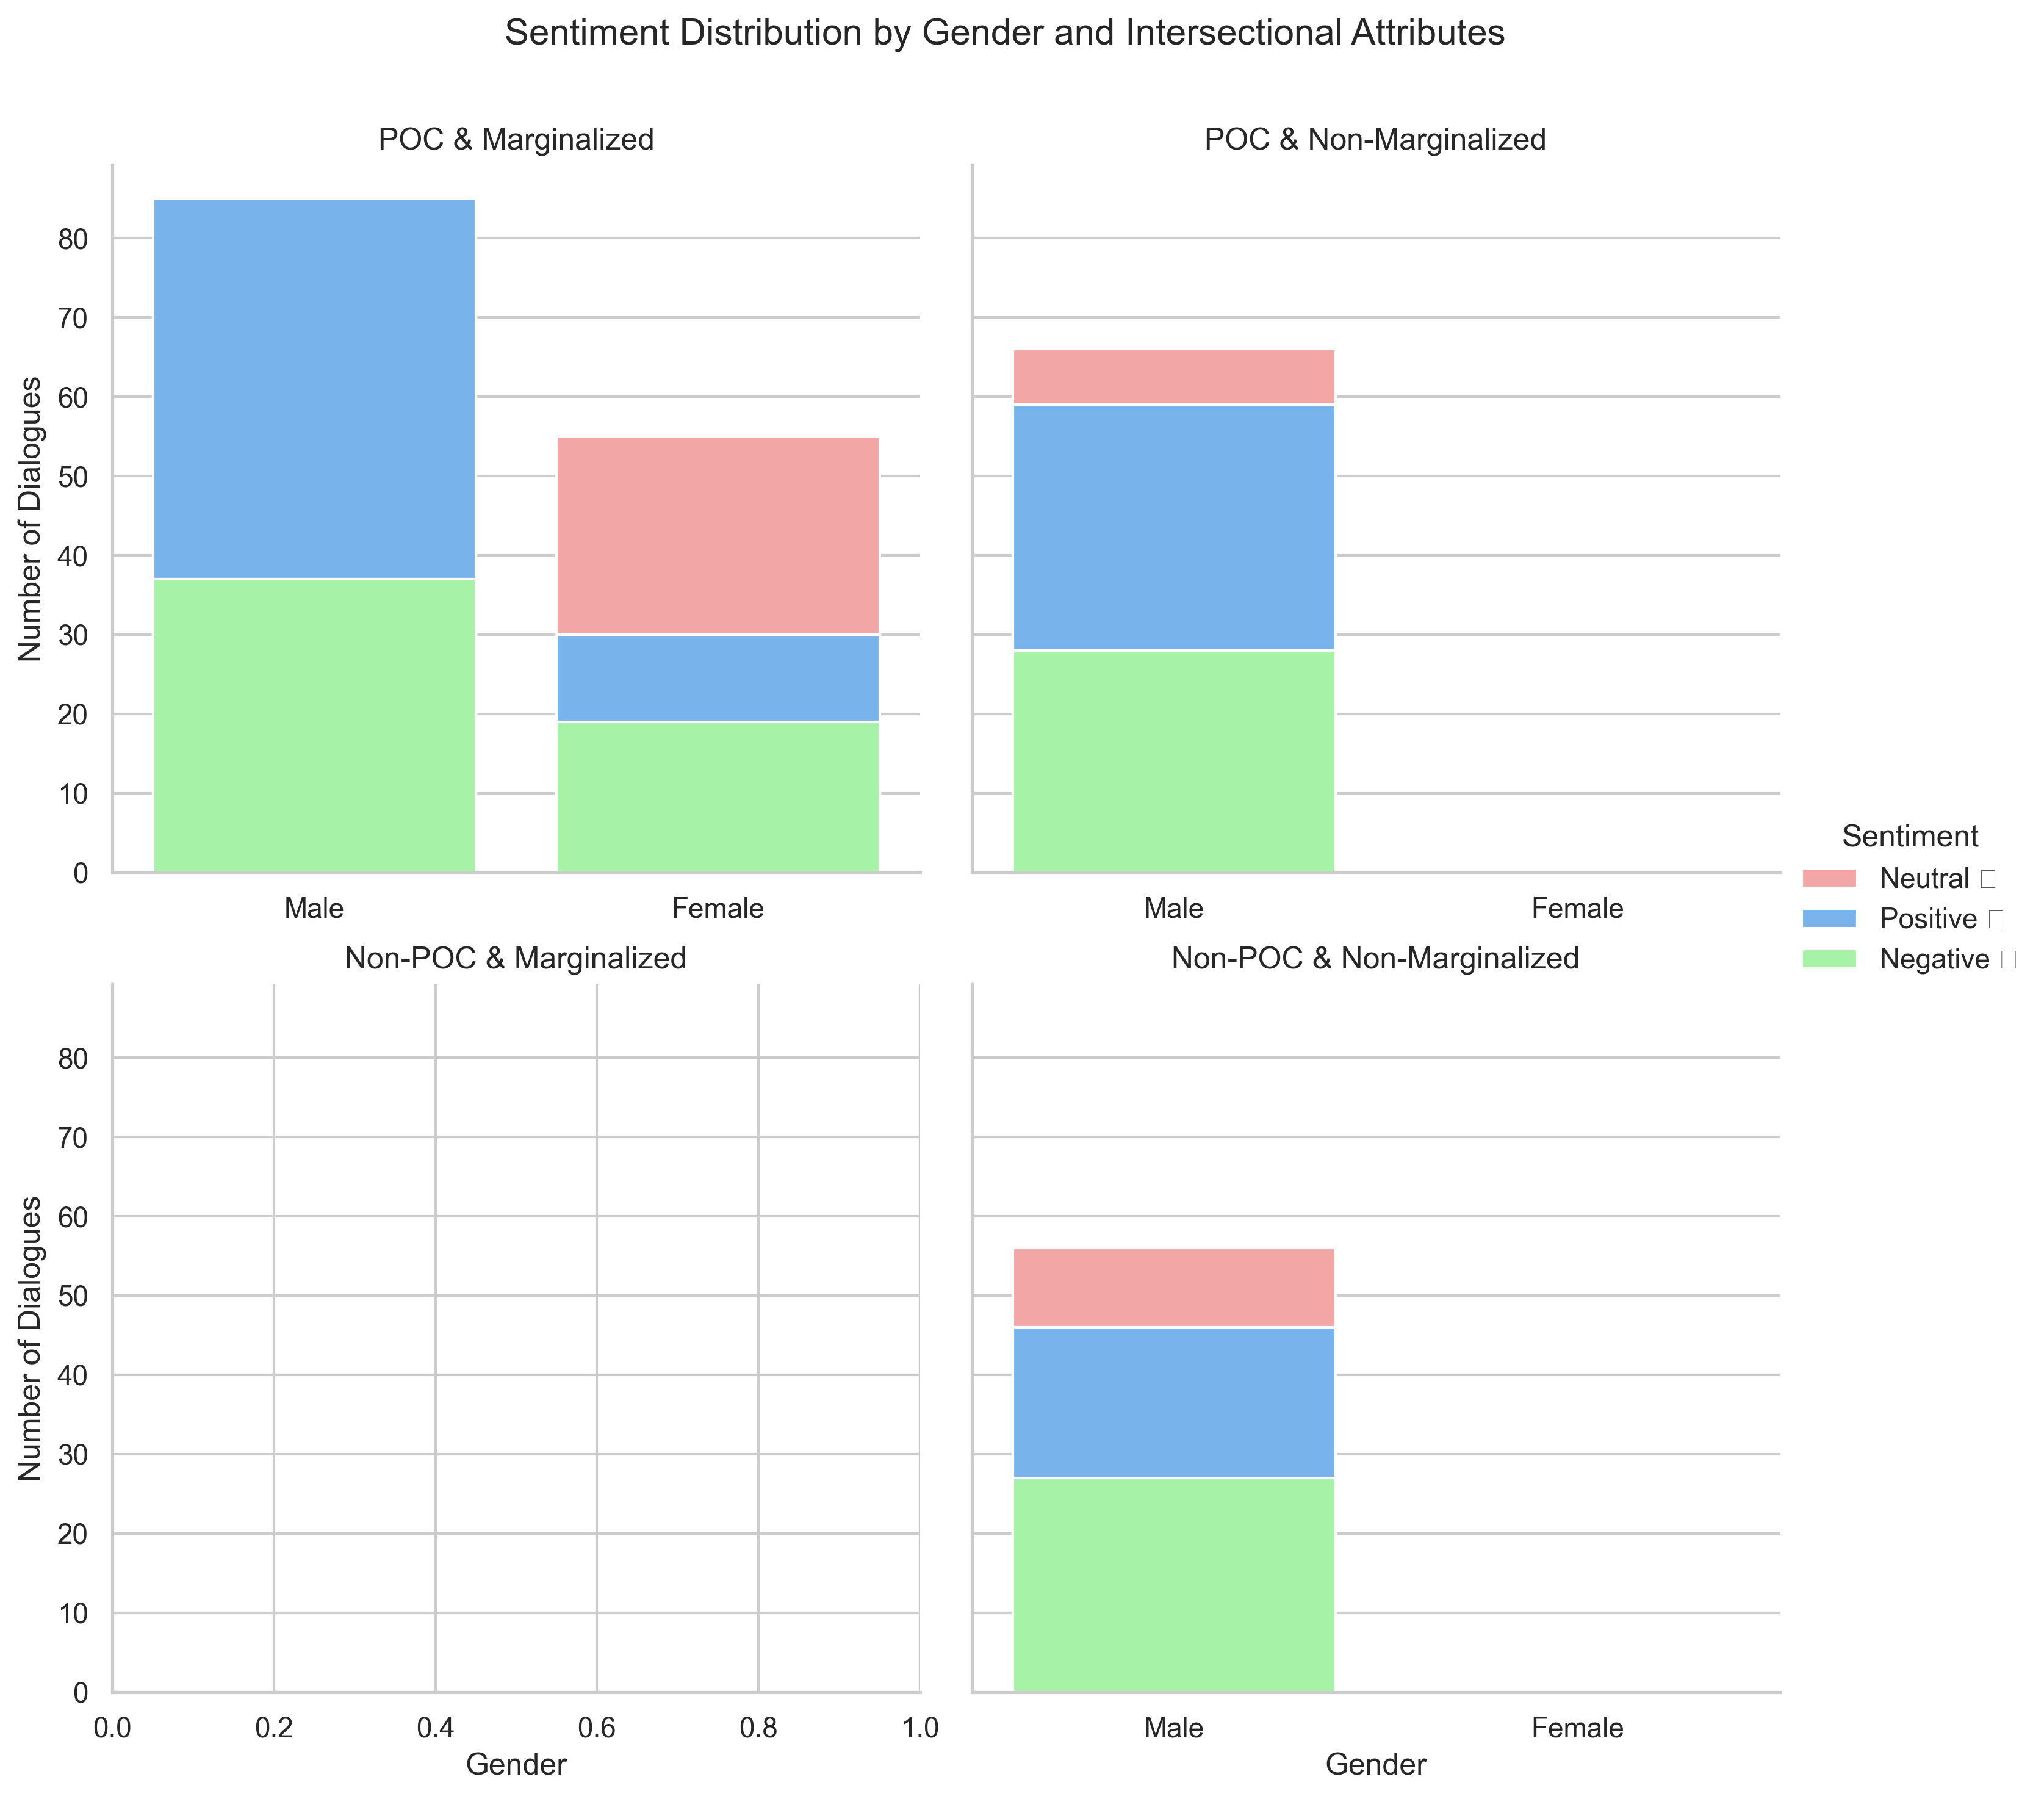 Sentiment Distribution by Gender and Intersectional Attributes
POC & Marginalized
POC & Non-Marginalized
Number of Dialogues
80
70
60
50
40
30
20
10
0
Male
Female
Male
Female
Sentiment
Neutral □
Positive □
Negative □
Non-POC & Marginalized
Non-POC & Non-Marginalized
Number of Dialogues
80
70
60
50
40
30
20
10
0
0.0 0.2 0.4 0.6 0.8 1.0
Gender
Male
Female
Gender